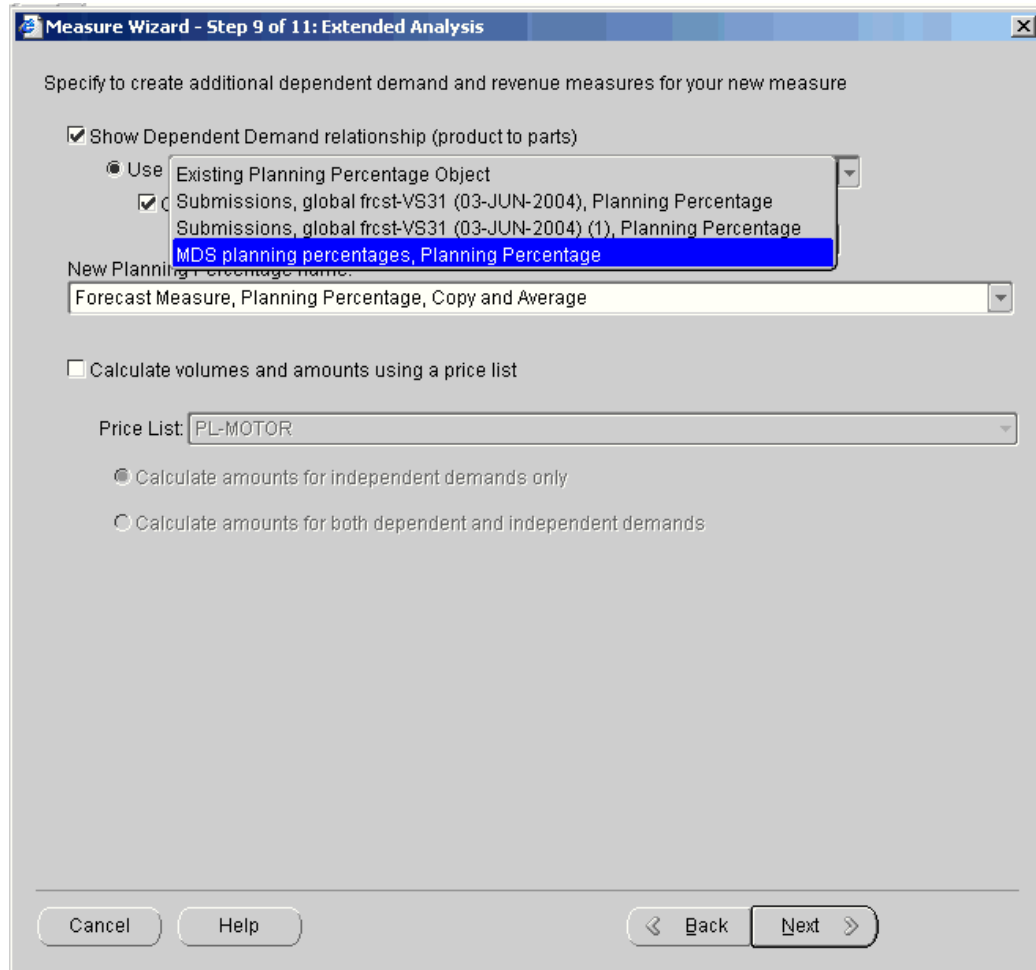 Measure Wizard - Step 9 of 11: Extended Analysis
Specify to create additional dependent demand and revenue measures for your new measure
Show Dependent Demand relationship (product to parts)
Use
Existing Planning Percentage Object
Submissions, global frcst-VS31 (03-JUN-2004), Planning Percentage
Submissions, global frcst-VS31 (03-JUN-2004) (1), Planning Percentage
MDS planning percentages, Planning Percentage
New Planning Percentage name:
Forecast Measure, Planning Percentage, Copy and Average
Calculate volumes and amounts using a price list
Price List: PL-MOTOR
Calculate amounts for independent demands only
Calculate amounts for both dependent and independent demands
Cancel Help Back Next